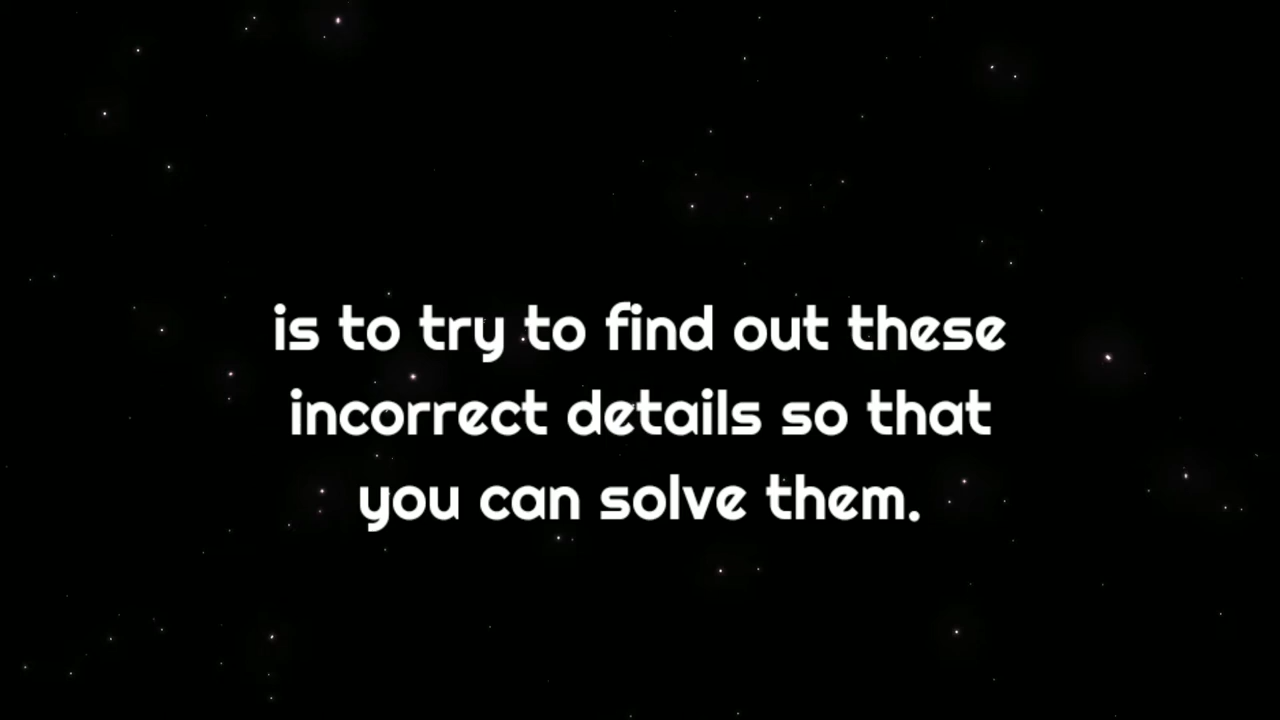 is to try to find out these
incorrect details so that
you can solve them.